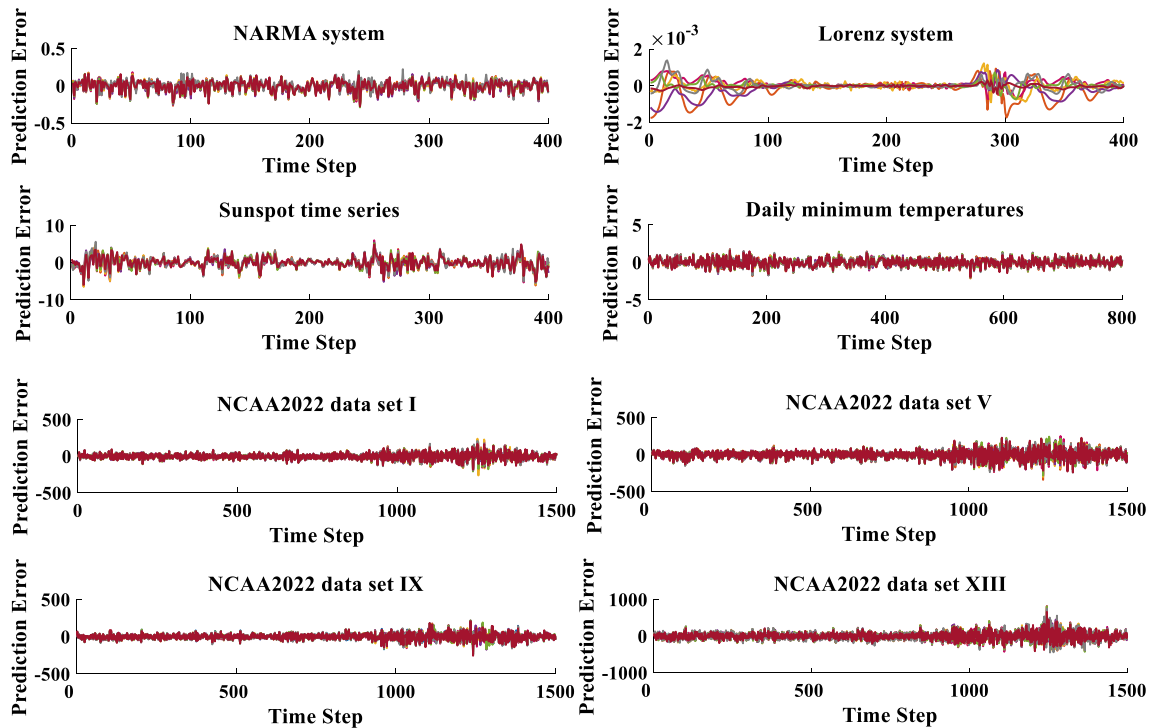 NARMA system
Prediction Error
0.5
0
-0.5
0 100 200 300 400
Time Step
Lorenz system
×10-3
Prediction Error
2
0
-2
0 100 200 300 400
Time Step
Sunspot time series
Prediction Error
10
0
-10
0 100 200 300 400
Time Step
Daily minimum temperatures
Prediction Error
5
0
-5
0 200 400 600 800
Time Step
NCAA2022 data set I
Prediction Error
500
0
-500
0 500 1000 1500
Time Step
NCAA2022 data set V
Prediction Error
500
0
-500
0 500 1000 1500
Time Step
NCAA2022 data set IX
Prediction Error
500
0
-500
0 500 1000 1500
Time Step
NCAA2022 data set XIII
Prediction Error
1000
0
-1000
0 500 1000 1500
Time Step